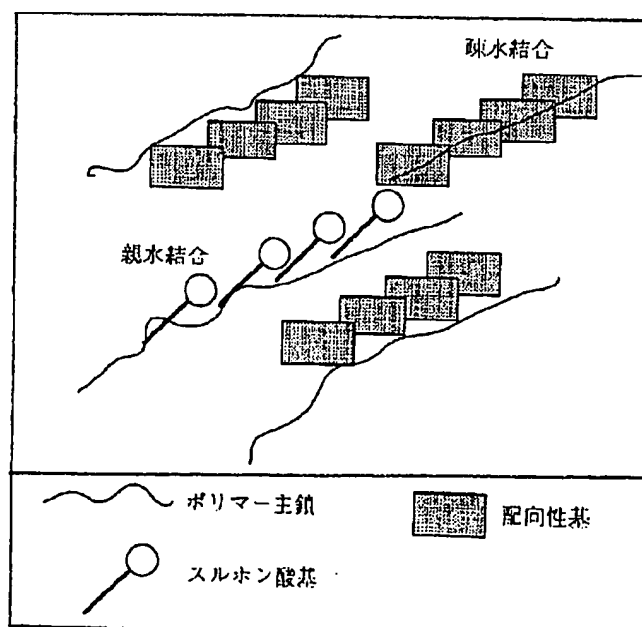 疎水結合
親水結合
ポリマー主鎖
配向性基
スルホン酸基